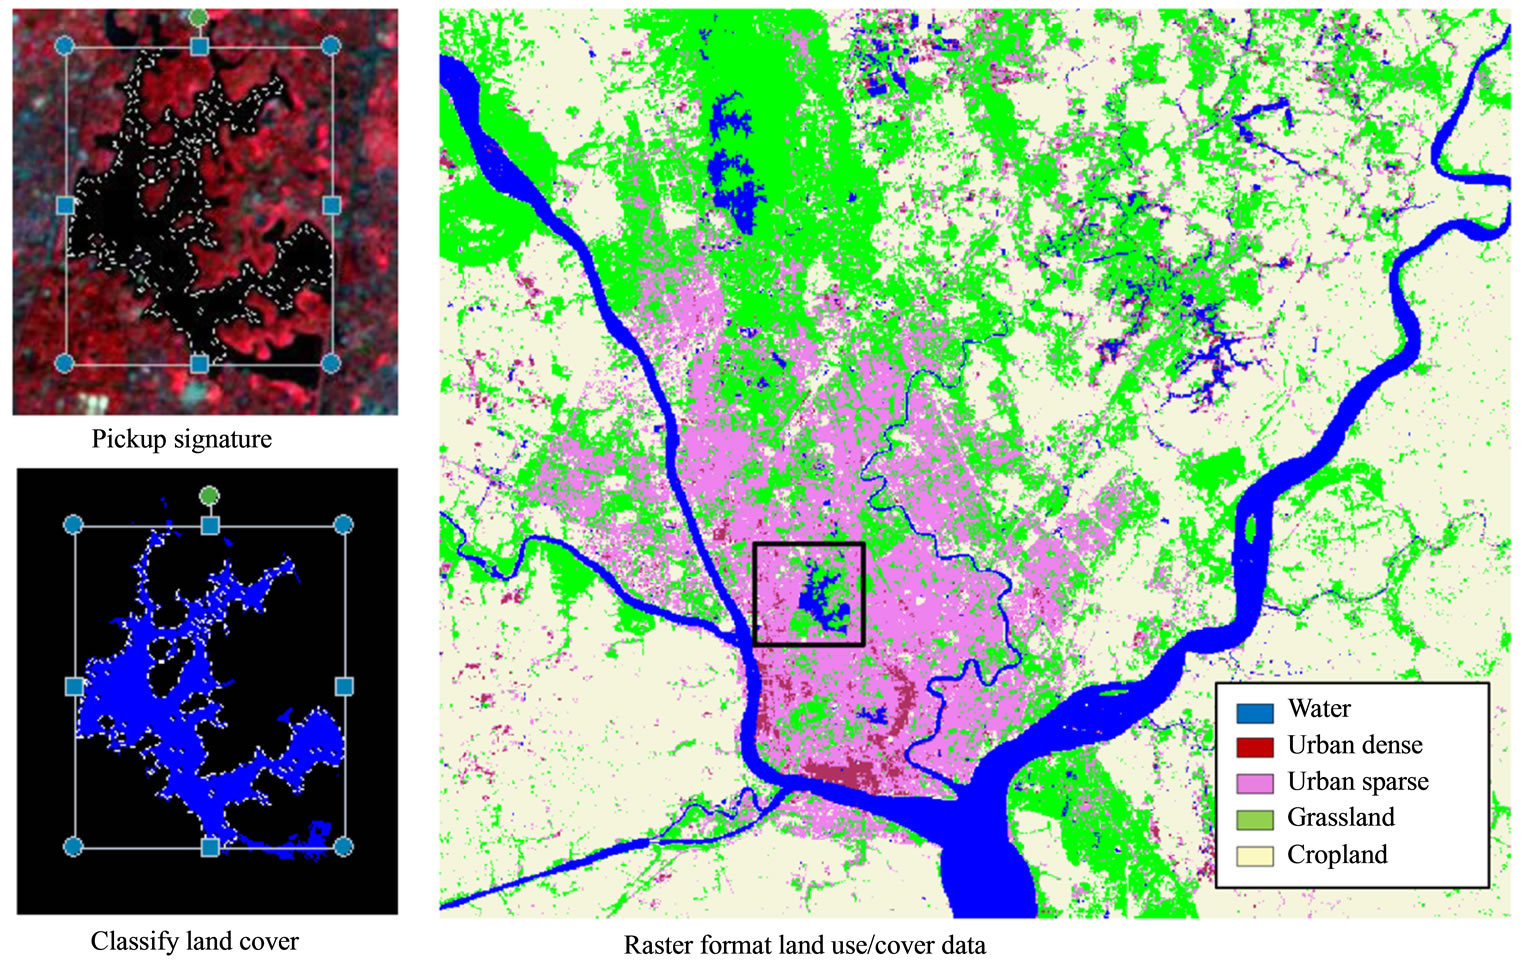 Pickup signature
Classify land cover
Water
Urban dense
Urban sparse
Grassland
Cropland
Raster format land use/cover data